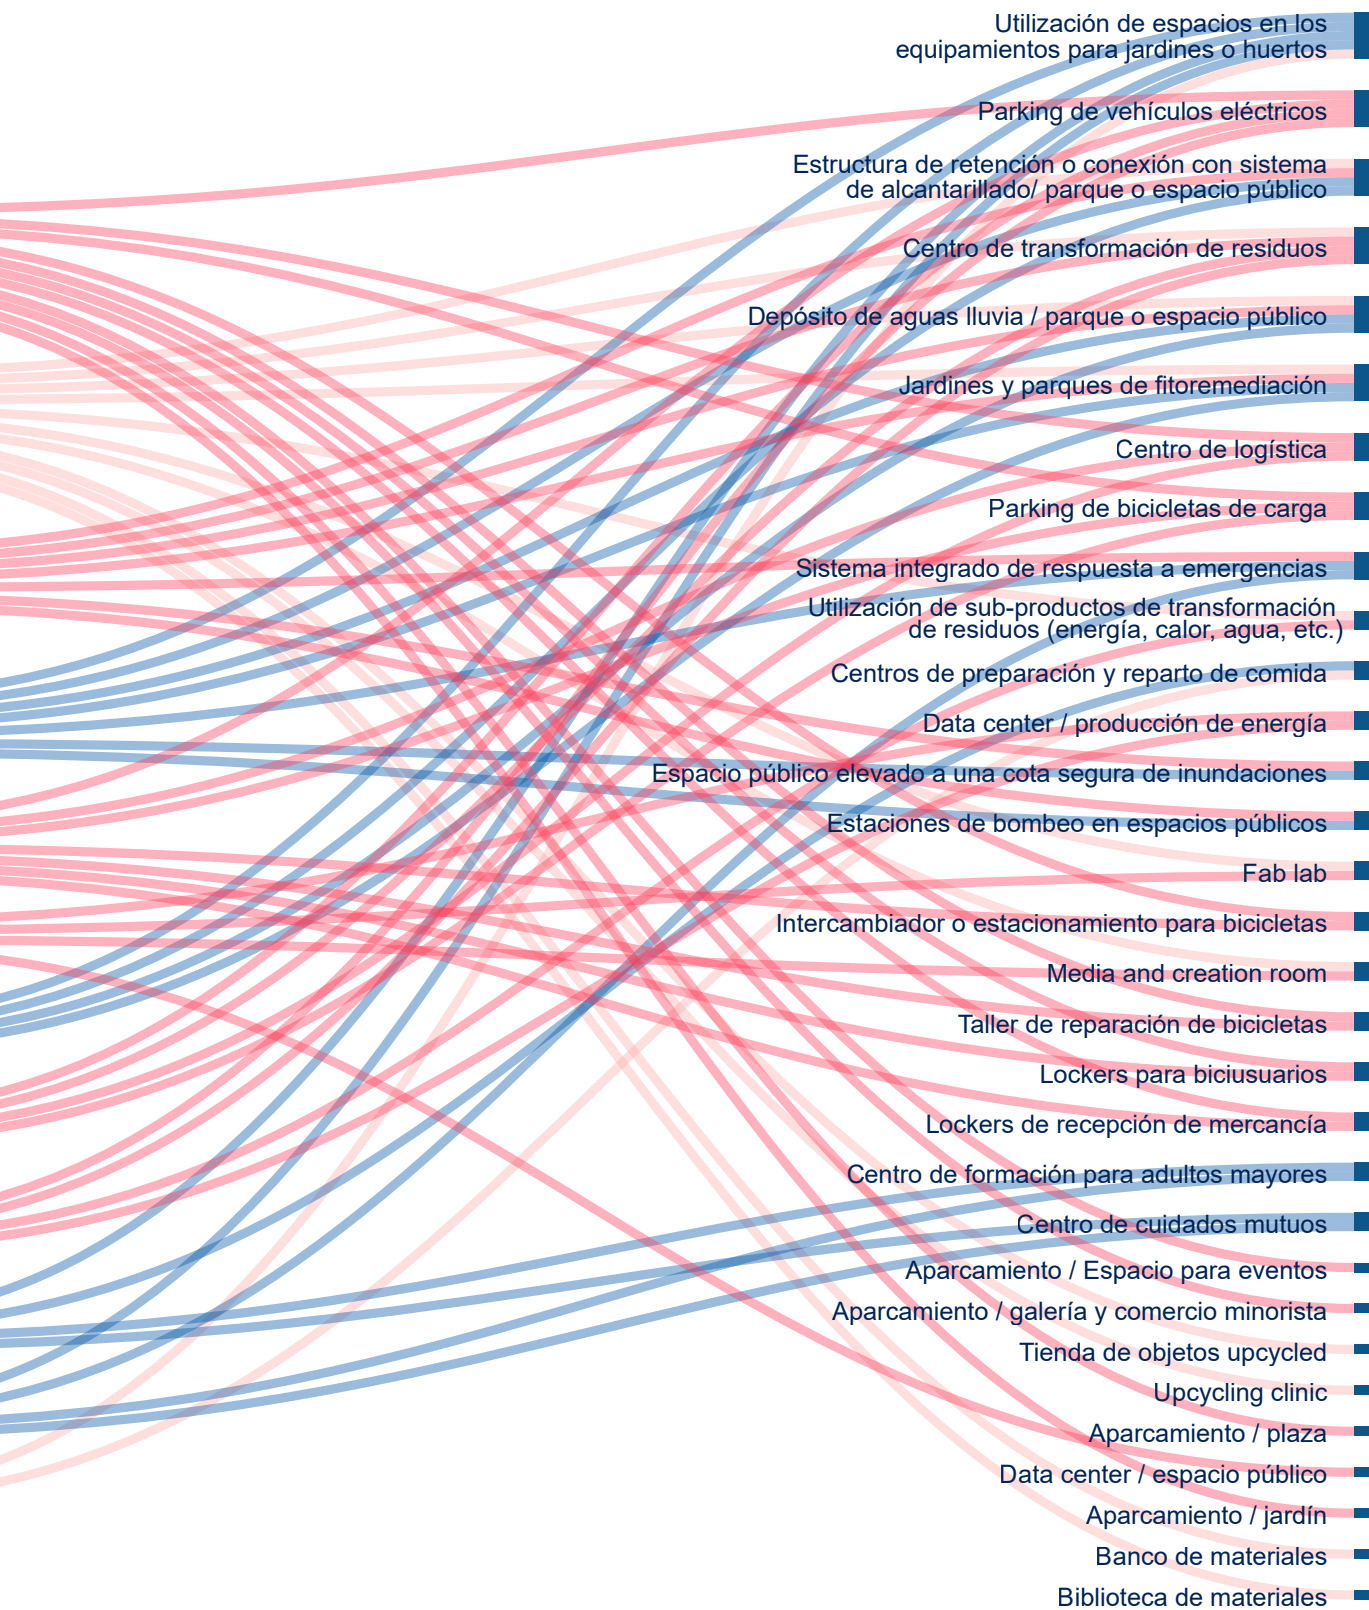 Utilización de espacios en los
equipamientos para jardines o huertos
Parking de vehículos eléctricos
Estructura de retención o conexión con sistema
de alcantarillado/ parque o espacio público
Centro de transformación de residuos
Depósito de aguas lluvia / parque o espacio público
Jardines y parques de fitoremediación
Centro de logística
Parking de bicicletas de carga
Sistema integrado de respuesta a emergencias
Utilización de sub-productos de transformación
de residuos (energía, calor, agua, etc.)
Centros de preparación y reparto de comida
Data center / producción de energía
Espacio público elevado a una cota segura de inundaciones
Estaciones de bombeo en espacios públicos
Fab lab
Intercambiador o estacionamiento para bicicletas
Media and creation room
Taller de reparación de bicicletas
Lockers para biciusuarios
Lockers de recepción de mercancía
Centro de formación para adultos mayores
Centro de cuidados mutuos
Aparcamiento / Espacio para eventos
Aparcamiento / galería y comercio minorista
Tienda de objetos upcycled
Upcycling clinic
Aparcamiento / plaza
Data center / espacio público
Aparcamiento / jardín
Banco de materiales
Biblioteca de materiales